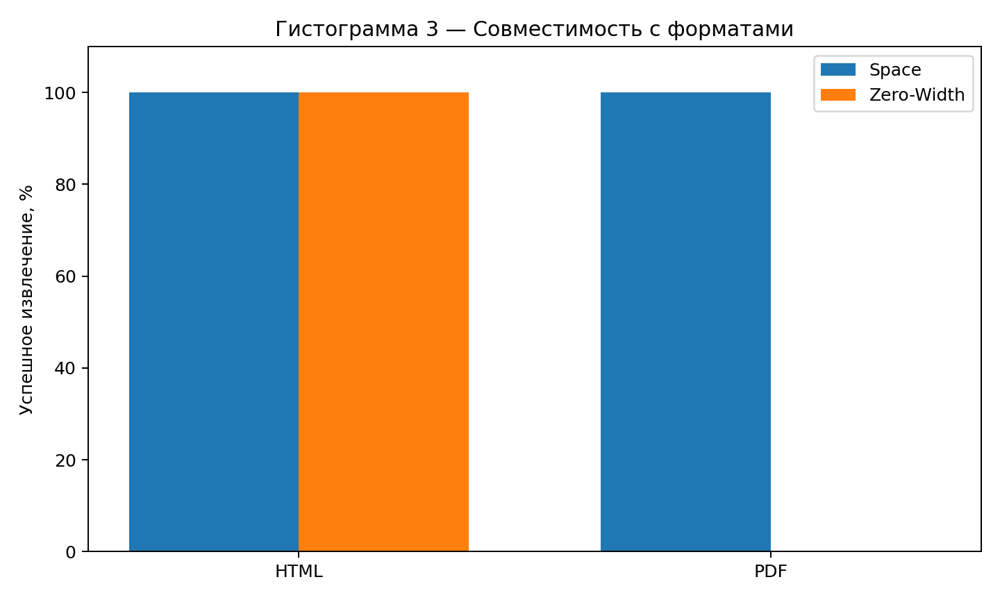 Гистограмма 3 — Совместимость с форматами
Space
Zero-Width
Успешное извлечение, %
100
80
60
40
20
0
HTML
PDF